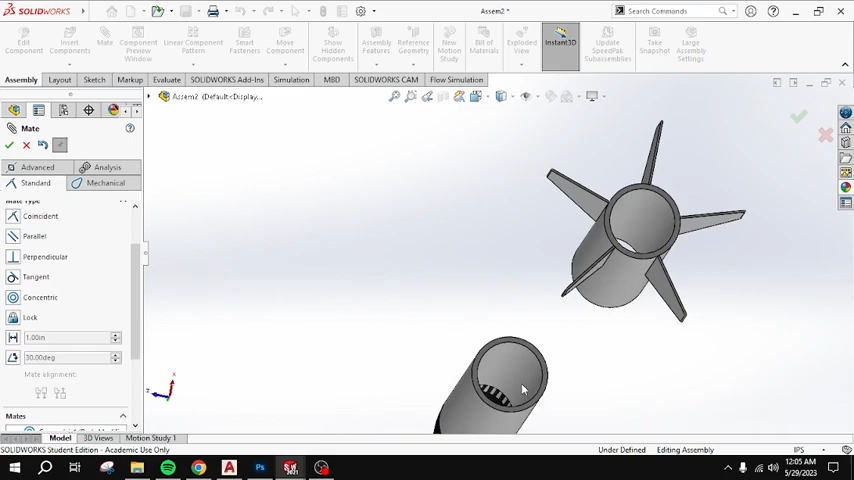 SOLIDWORKS
Assem2 *
Search Commands
Edit Component
Insert Components
Mate
Component Preview Window
Linear Component Pattern
Smart Fasteners
Move Component
Show Hidden Components
Assembly Features
Reference Geometry
New Motion Study
Bill of Materials
Exploded View
Instant3D
Update SpeedPak Subassemblies
Take Snapshot
Large Assembly Settings
Assembly Layout Sketch Markup Evaluate SOLIDWORKS Add-Ins Simulation MBD SOLIDWORKS CAM Flow Simulation
Assem2 (Default<Display...
Mate
Advanced Analysis
Standard Mechanical
Mate Type
Coincident
Parallel
Perpendicular
Tangent
Concentric
Lock
1.00in
30.00deg
Mate alignment:
Mates
Model 3D Views Motion Study 1
SOLIDWORKS Student Edition - Academic Use Only
Under Defined Editing Assembly IPS
12:05 AM
5/29/2023